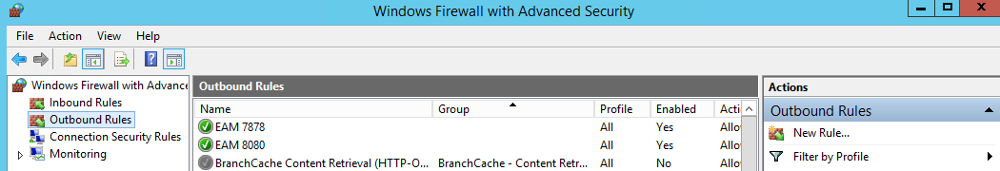 Windows Firewall with Advanced Security
File Action View Help
Windows Firewall with Advance
Inbound Rules
Outbound Rules
Connection Security Rules
Monitoring
Outbound Rules
Name Group Profile Enabled Acti
EAM 7878 All Yes Allo
EAM 8080 All Yes Allo
BranchCache Content Retrieval (HTTP-O... BranchCache - Content Retr... All No Allo
Actions
Outbound Rules
New Rule...
Filter by Profile